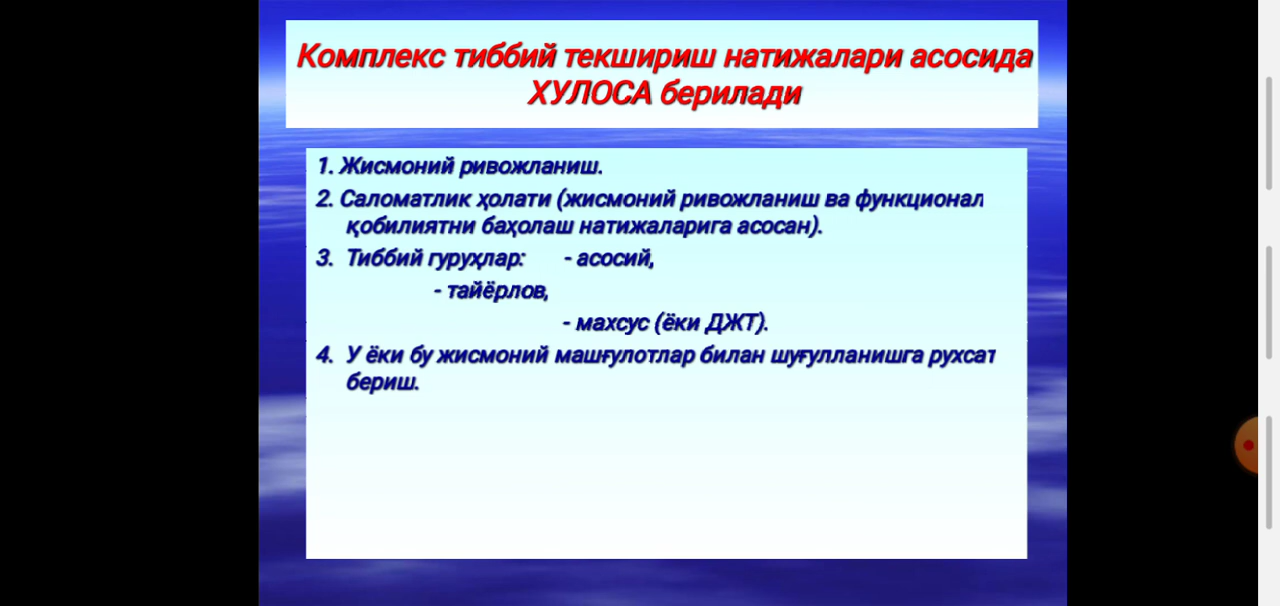 Комплекс тиббий текшириш натижалари асосида
ХУЛОСА берилади
1. Жисмоний ривожланиш.
2. Саломатлик ҳолати (жисмоний ривожланиш ва функционал
қобилиятни баҳолаш натижаларига асосан).
3. Тиббий гуруҳлар: - асосий,
- тайёрлов,
- махсус (ёки ДЖТ).
4. У ёки бу жисмоний машғулотлар билан шуғулланишга рухсат
бериш.